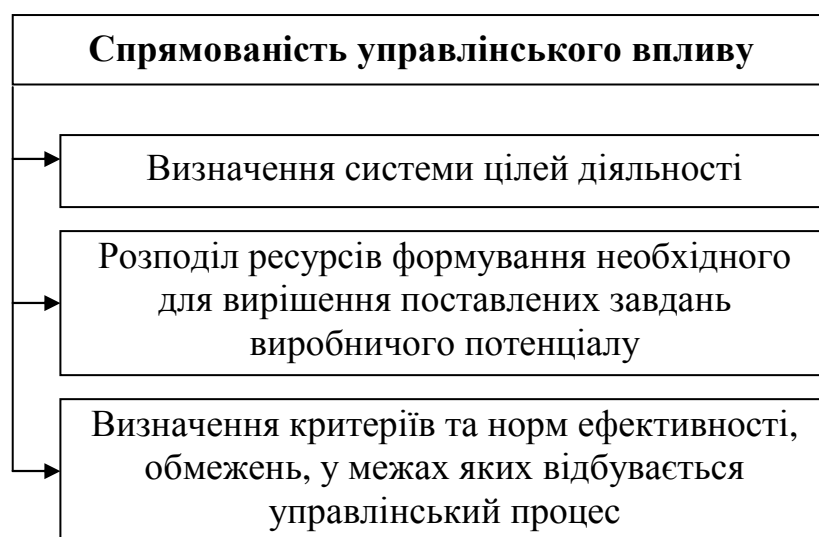 Спрямованість управлінського впливу
Визначення системи цілей діяльності
Розподіл ресурсів формування необхідного
для вирішення поставлених завдань
виробничого потенціалу
Визначення критеріїв та норм ефективності,
обмежень, у межах яких відбувається
управлінський процес